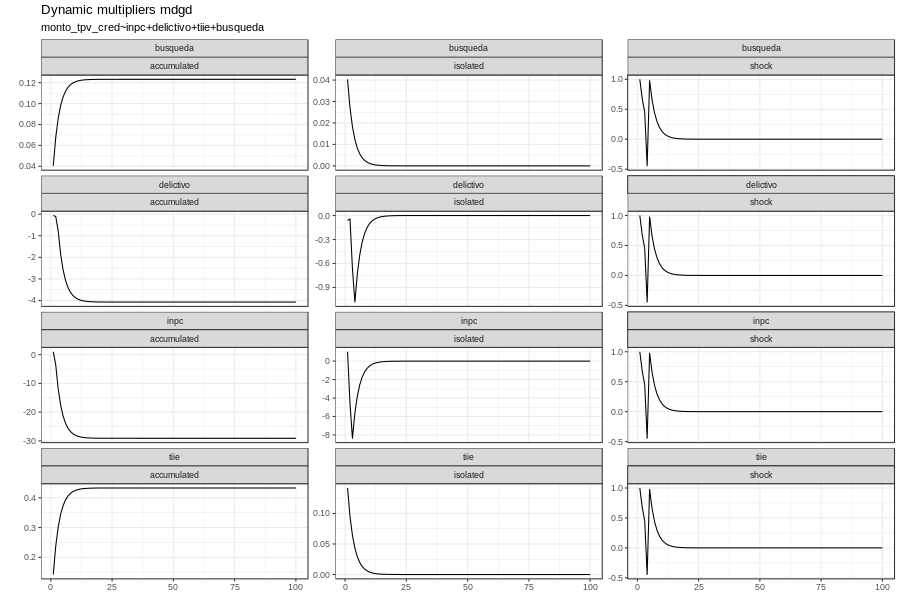 Dynamic multipliers mdgd
monto_tpv_cred~inpc+delictivo+tiie+busqueda
busqueda busqueda busqueda
accumulated isolated shock
0.12 0.10 0.08 0.06 0.04
0.04 0.03 0.02 0.01 0.00
1.0 0.5 0.0 -0.5
delictivo delictivo delictivo
accumulated isolated shock
0 -1 -2 -3 -4
0.0 -0.3 -0.6 -0.9
1.0 0.5 0.0 -0.5
inpc inpc inpc
accumulated isolated shock
0 -10 -20 -30
0 -2 -4 -6 -8
1.0 0.5 0.0 -0.5
tiie tiie tiie
accumulated isolated shock
0.4 0.3 0.2
0.10 0.05 0.00
1.0 0.5 0.0 -0.5
0 25 50 75 100 0 25 50 75 100 0 25 50 75 100